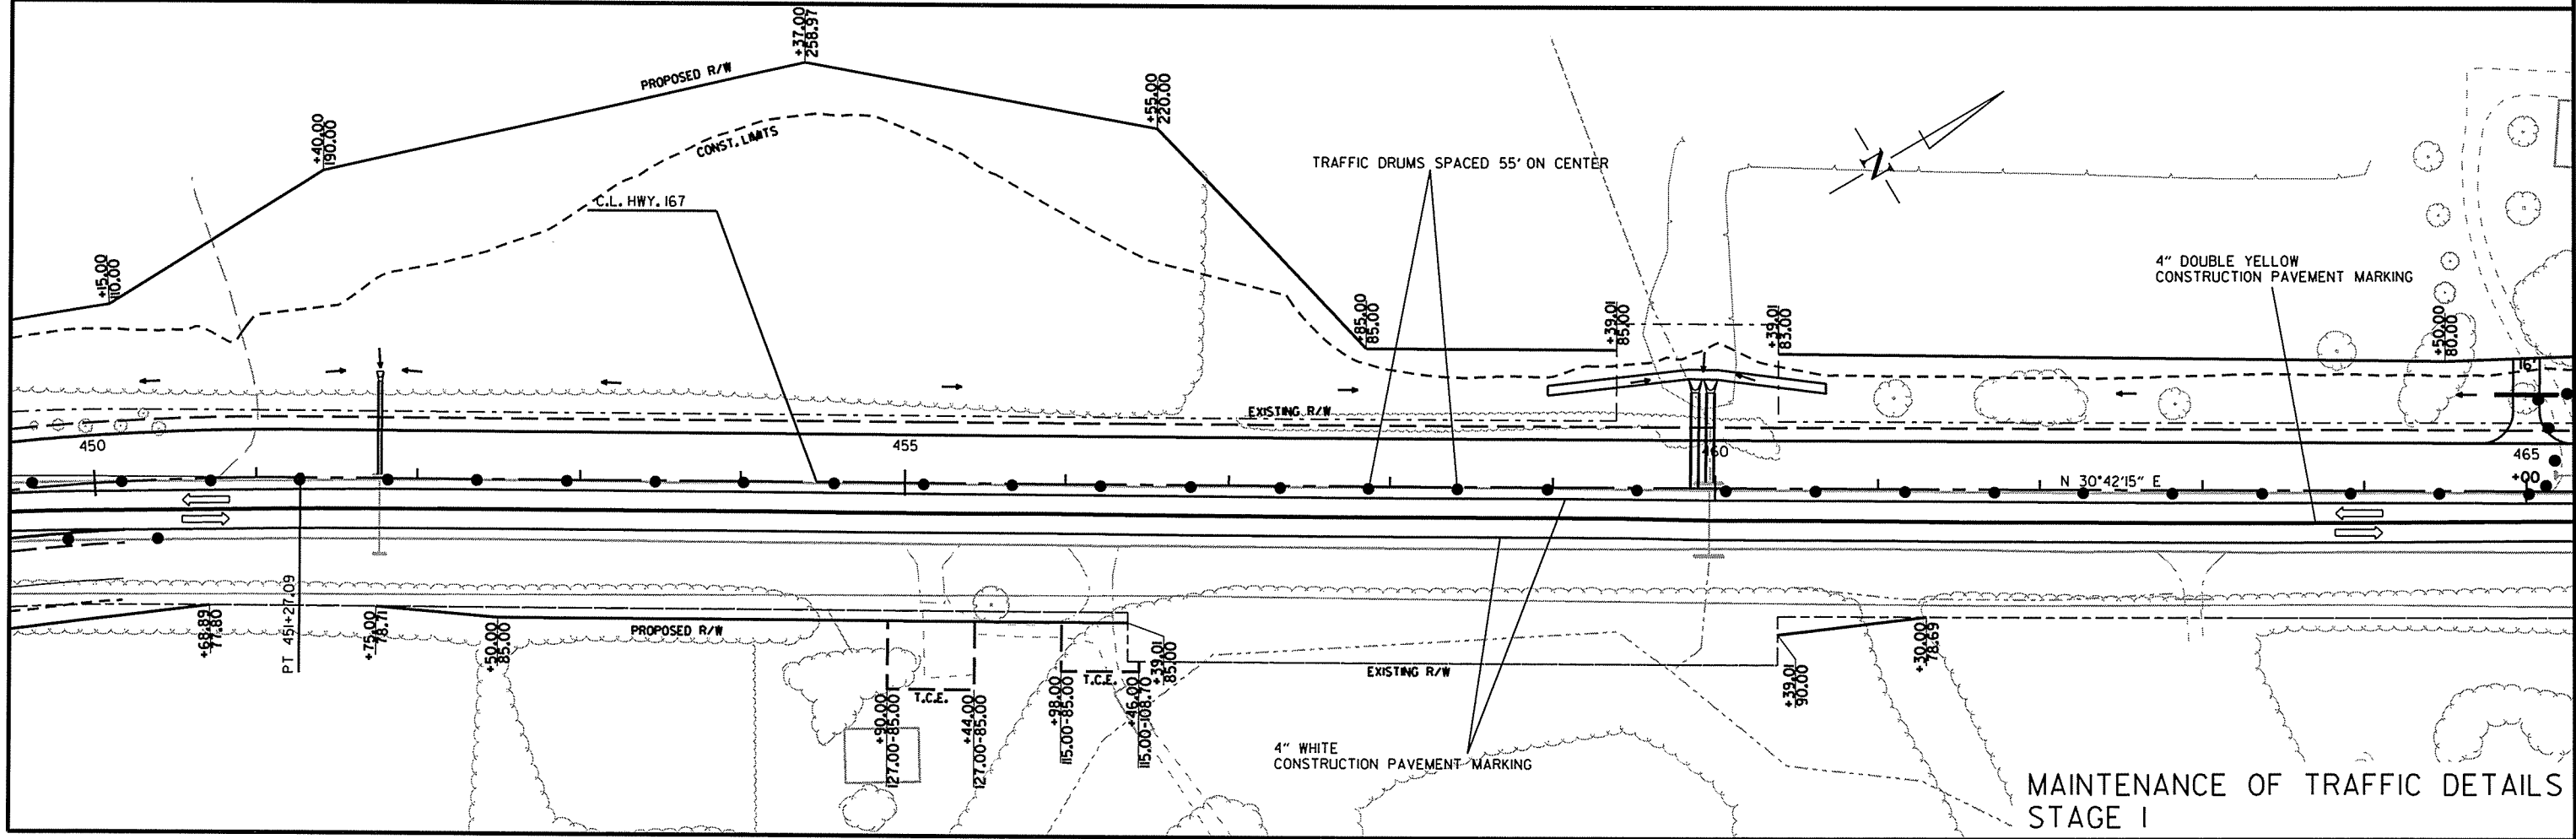 +37.00
258.97
PROPOSED R/W
+55.00
220.00
+40.00
190.00
CONST. LIMITS
TRAFFIC DRUMS SPACED 55' ON CENTER
N
C.L. HWY. 167
4" DOUBLE YELLOW
CONSTRUCTION PAVEMENT MARKING
+15.00
110.00
+85.00
85.00
+39.01
85.00
+39.01
83.00
+50.00
80.00
16'
EXISTING R/W
450
455
460
465
+00
N 30°42'15" E
PT 451+27.09
+68.89
77.80
+75.00
78.71
+50.00
85.00
PROPOSED R/W
+90.00
127.00-85.00
T.C.E.
+44.00
127.00-85.00
+98.00
115.00-85.00
T.C.E.
+46.00
115.00-108.70
+39.01
85.00
EXISTING R/W
+39.01
90.00
+30.00
78.69
4" WHITE
CONSTRUCTION PAVEMENT MARKING
MAINTENANCE OF TRAFFIC DETAILS
STAGE 1